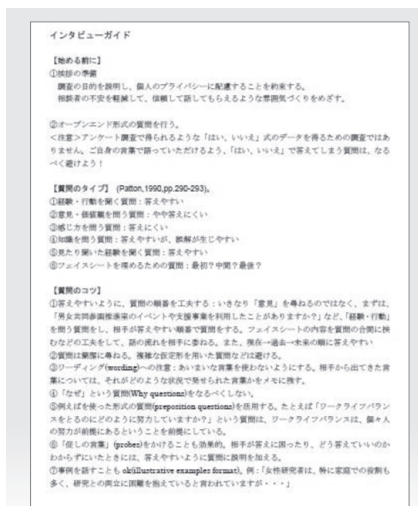 インタビューガイド
【始める前に】
①挨拶の準備
調査の目的を説明し、個人のプライバシーに配慮することを約束する。
相談者の不安を軽減して、信頼して話してもらえるような雰囲気づくりをめざす。
②オープンエンド形式の質問を行う。
<注意>アンケート調査で得られるような「はい、いいえ」式のデータを得るための調査ではあ
りません。ご自身の言葉で語っていただけるよう、「はい、いいえ」で答えてしまう質問は、なる
べく避けよう！
【質問のタイプ】 (Patton,1990,pp.290-293)。
①経験・行動を聞く質問：答えやすい
②意見・価値観を問う質問：やや答えにくい
③感じ方を問う質問：答えにくい
④知識を問う質問：答えやすいが、誤解が生じやすい
⑤見たり聞いた経験を聞く質問：答えやすい
⑥フェイスシートを埋めるための質問：最初？中間？最後？
【質問のコツ】
①答えやすいように、質問の順番を工夫する：いきなり「意見」を尋ねるのではなく、まずは、
「男女共同参画推進室のイベントや支援事業を利用したことがありますか？」など、「経験・行動」
を問う質問をし、相手が答えやすい順番で質問をする。フェイスシートの内容を質問の合間に挟
むなどの工夫をして、話の流れを相手に委ねる。また、現在→過去→未来の順に答えやすい
②質問は簡潔に尋ねる。複雑な仮定形を用いた質問などは避ける。
③ワーディング(wording)への注意：あいまいな言葉を使わないようにする。相手から出てきた言
葉については、それがどのような状況で発せられた言葉かをメモに残す。
④「なぜ」という質問(Why questions)をなるべくしない。
⑤例えばを使った形式の質問(preposition questions)を活用する。たとえば「ワークライフバラン
スをとるのにどのように努力していますか？」という質問は、ワークライフバランスは、個々人
の努力が前提にあるということを前提にしている。
⑥「促しの言葉」(probes)をかけることも効果的。相手が答えに困ったり、どう答えていいのか
わからずにいたときには、答えやすいように質問に説明を加える。
⑦事例を話すことも ok(illustrative examples format)。例：「女性研究者は、特に家庭での役割も
多く、研究との両立に困難を抱えていると言われていますが・・・」